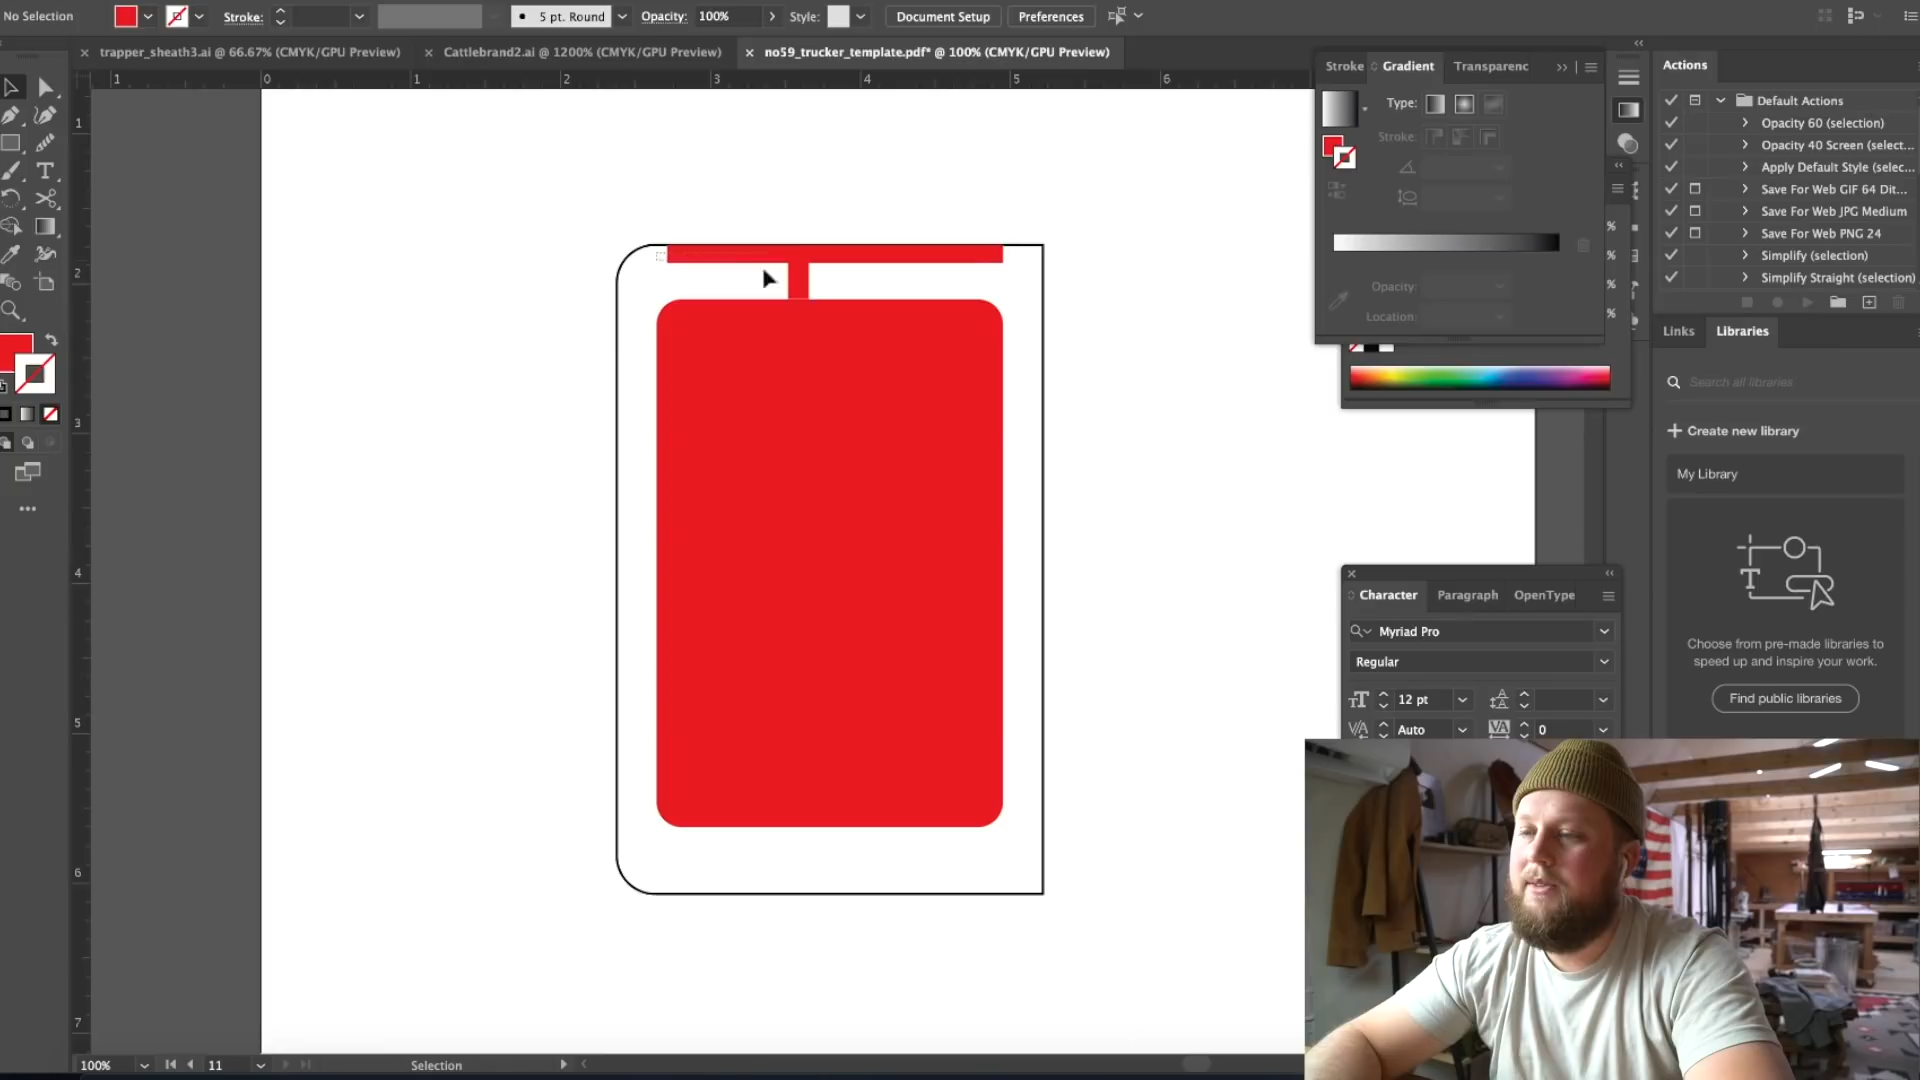 No Selection
Stroke:
5 pt. Round
Opacity: 100%
Style:
Document Setup
Preferences
trapper_sheath3.ai @ 66.67% (CMYK/GPU Preview)
Cattlebrand2.ai @ 1200% (CMYK/GPU Preview)
no59_trucker_template.pdf* @ 100% (CMYK/GPU Preview)
1 0 1 2 3 4 5 6
1
2
3
4
5
6
7
Stroke
Gradient
Transparenc
Type:
Stroke:
Opacity:
Location:
%
%
%
%
Actions
Default Actions
Opacity 60 (selection)
Opacity 40 Screen (select...
Apply Default Style (selec...
Save For Web GIF 64 Dit...
Save For Web JPG Medium
Save For Web PNG 24
Simplify (selection)
Simplify Straight (selection)
Links
Libraries
Search all libraries
Create new library
My Library
Choose from pre-made libraries to
speed up and inspire your work.
Find public libraries
Character
Paragraph
OpenType
Myriad Pro
Regular
12 pt
Auto
0
100%
11
Selection